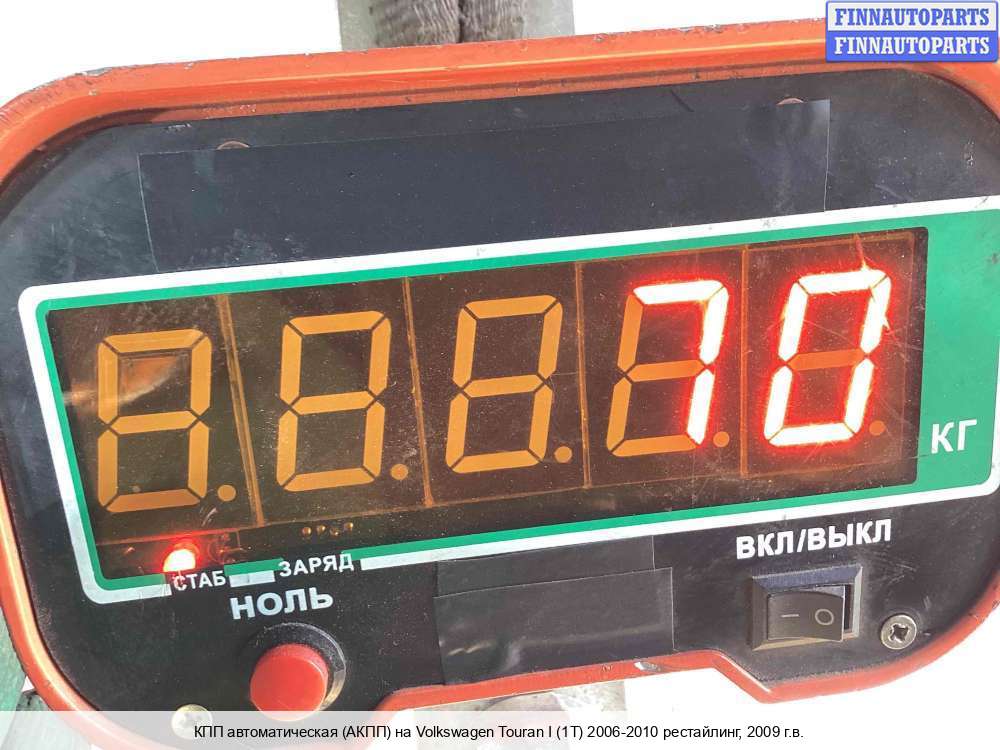 FINNAUTOPARTS
FINNAUTOPARTS
70
КГ
СТАБ
ЗАРЯД
ВКЛ/ВЫКЛ
НОЛЬ
КПП автоматическая (АКПП) на Volkswagen Touran I (1T) 2006-2010 рестайлинг, 2009 г.в.